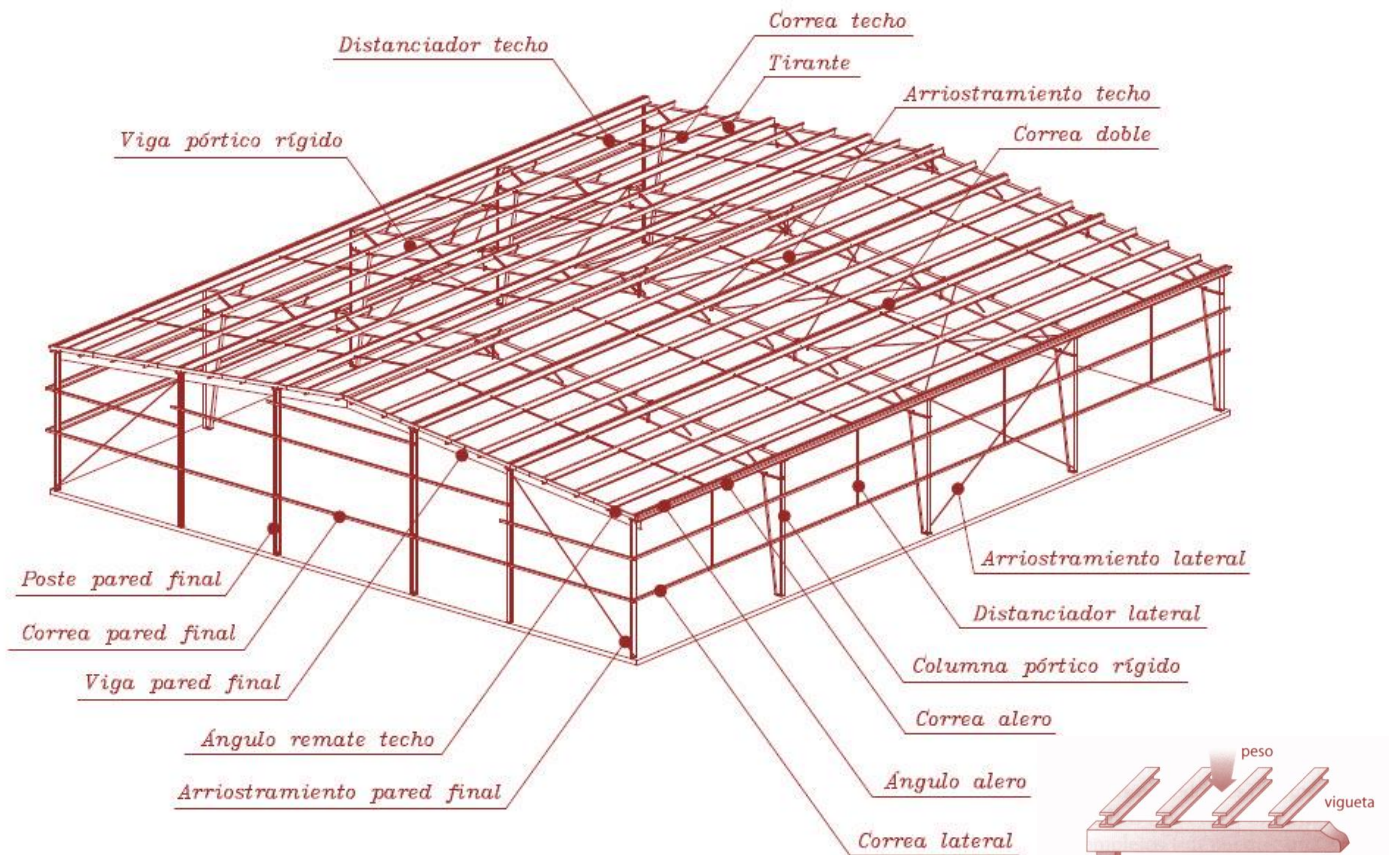 Correa techo
Distanciador techo
Tirante
Arriostramiento techo
Viga pórtico rígido
Correa doble
Poste pared final
Arriostramiento lateral
Correa pared final
Distanciador lateral
Viga pared final
Columna pórtico rígido
Ángulo remate techo
Correa alero
Arriostramiento pared final
Ángulo alero
Correa lateral
peso
vigueta